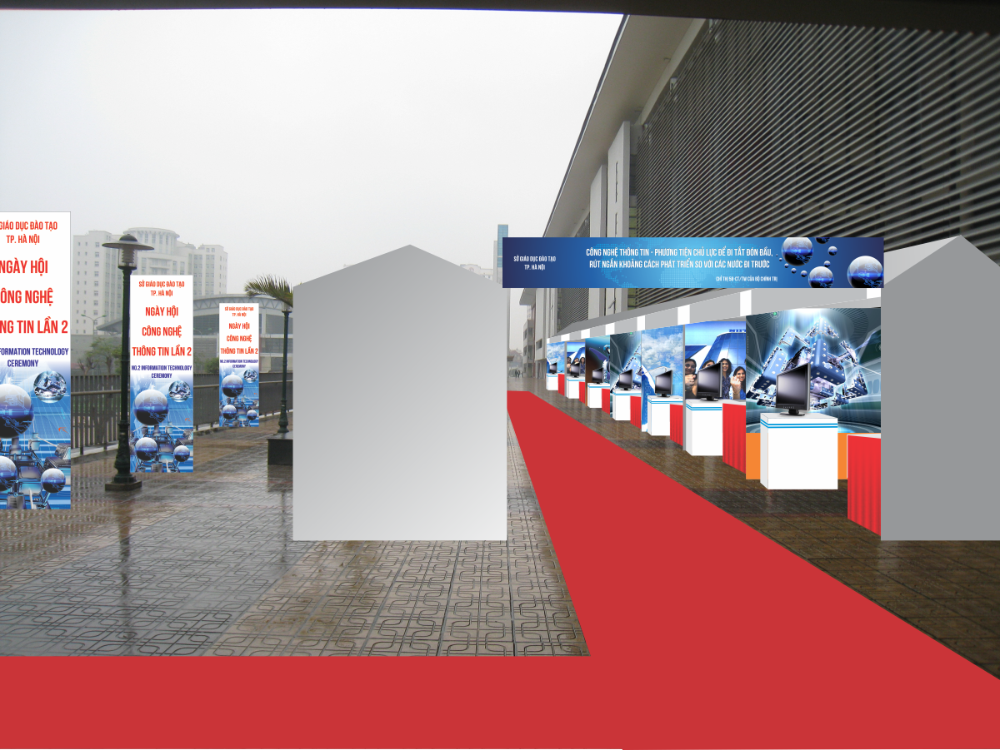 GIÁO DỤC ĐÀO TẠO
TP. HÀ NỘI
NGÀY HỘI
ÔNG NGHỆ
NG TIN LẦN 2
FORMATION TECHNOLOGY
CEREMONY
SỞ GIÁO DỤC ĐÀO TẠO
TP. HÀ NỘI
NGÀY HỘI
CÔNG NGHỆ
THÔNG TIN LẦN 2
NO.2 INFORMATION TECHNOLOGY
CEREMONY
SỞ GIÁO DỤC ĐÀO TẠO
TP. HÀ NỘI
NGÀY HỘI
CÔNG NGHỆ
THÔNG TIN LẦN 2
NO.2 INFORMATION TECHNOLOGY
CEREMONY
SỞ GIÁO DỤC ĐÀO TẠO
TP. HÀ NỘI
CÔNG NGHỆ THÔNG TIN - PHƯƠNG TIỆN CHỦ LỰC ĐỂ ĐI TẮT ĐÓN ĐẦU,
RÚT NGẮN KHOẢNG CÁCH PHÁT TRIỂN SO VỚI CÁC NƯỚC ĐI TRƯỚC
CHỈ THỊ 58-CT/TW CỦA BỘ CHÍNH TRỊ